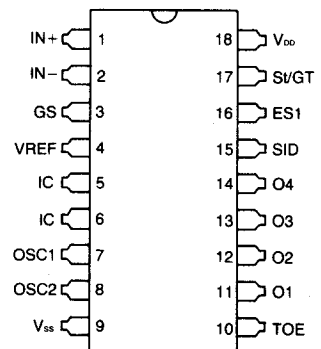 IN+ 1 18 VDD
IN- 2 17 St/GT
GS 3 16 ES1
VREF 4 15 SID
IC 5 14 O4
IC 6 13 O3
OSC1 7 12 O2
OSC2 8 11 O1
Vss 9 10 TOE